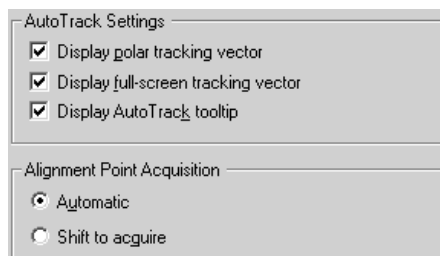 AutoTrack Settings
Display polar tracking vector
Display full-screen tracking vector
Display AutoTrack tooltip
Alignment Point Acquisition
Automatic
Shift to acquire